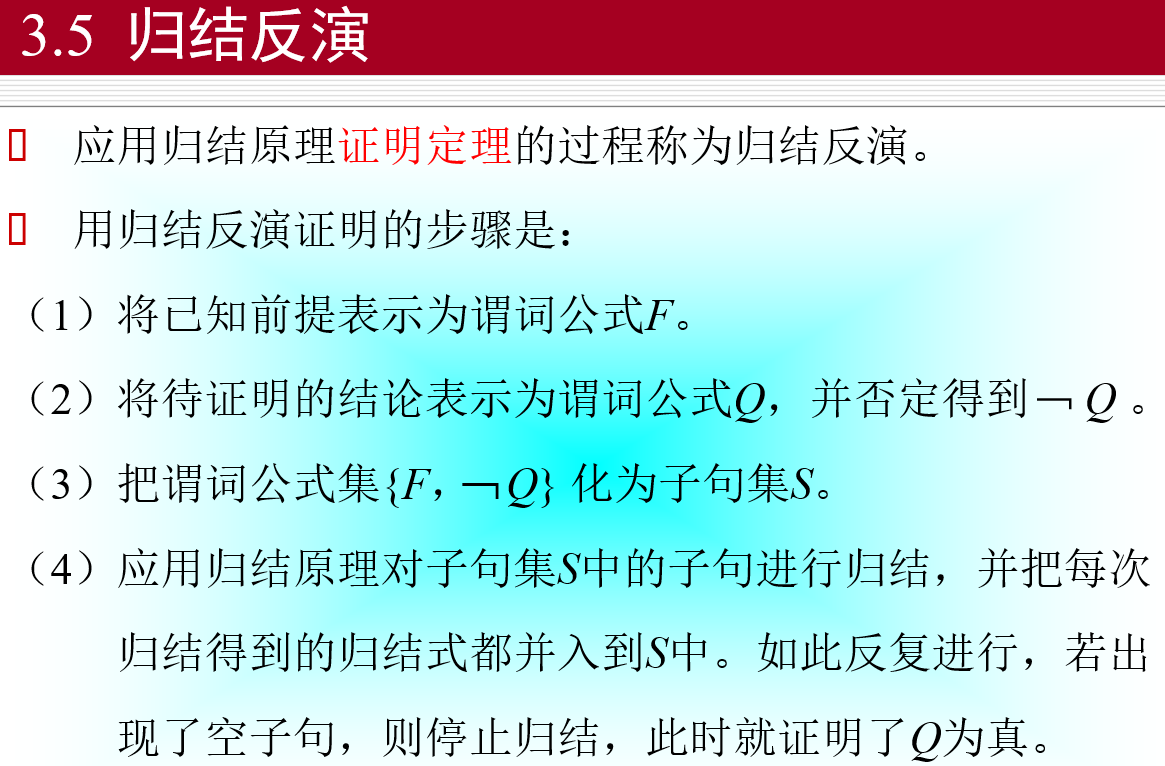 3.5 归结反演
应用归结原理证明定理的过程称为归结反演。
用归结反演证明的步骤是：
（1）将已知前提表示为谓词公式F。
（2）将待证明的结论表示为谓词公式Q，并否定得到￢Q。
（3）把谓词公式集{F，￢Q} 化为子句集S。
（4）应用归结原理对子句集S中的子句进行归结，并把每次
归结得到的归结式都并入到S中。如此反复进行，若出
现了空子句，则停止归结，此时就证明了Q为真。